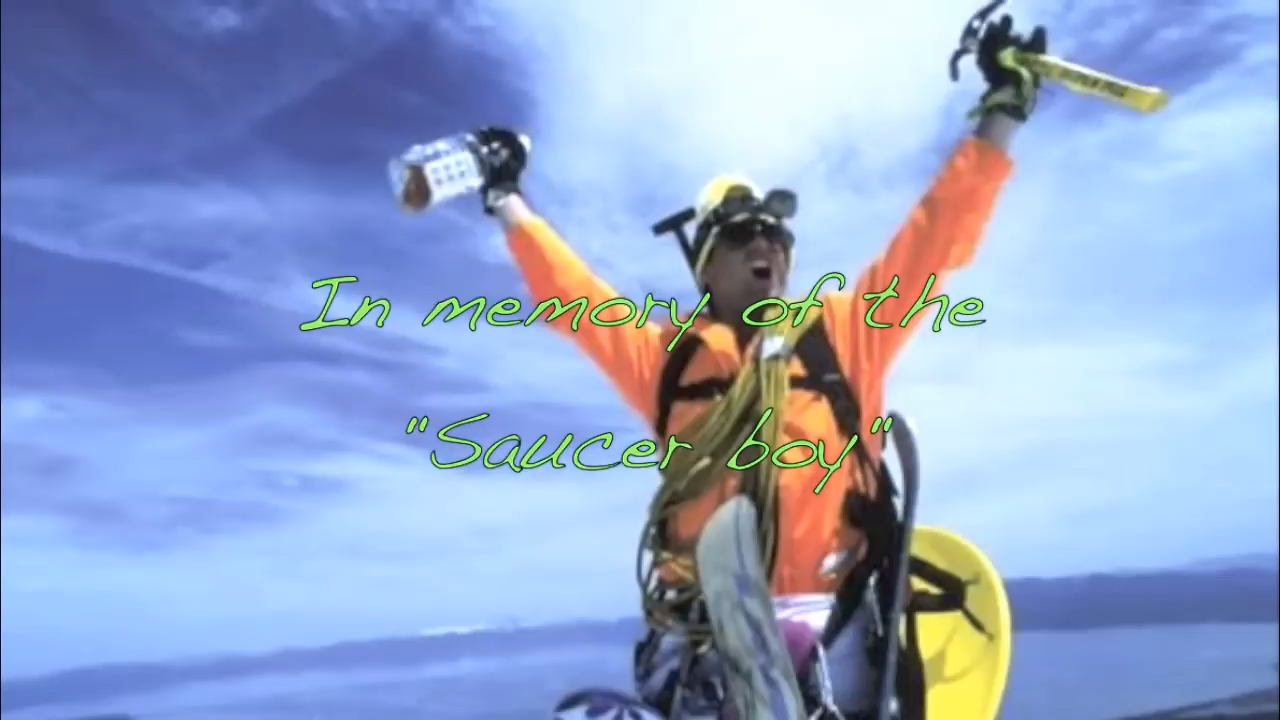 In memory of the
"Saucer boy"